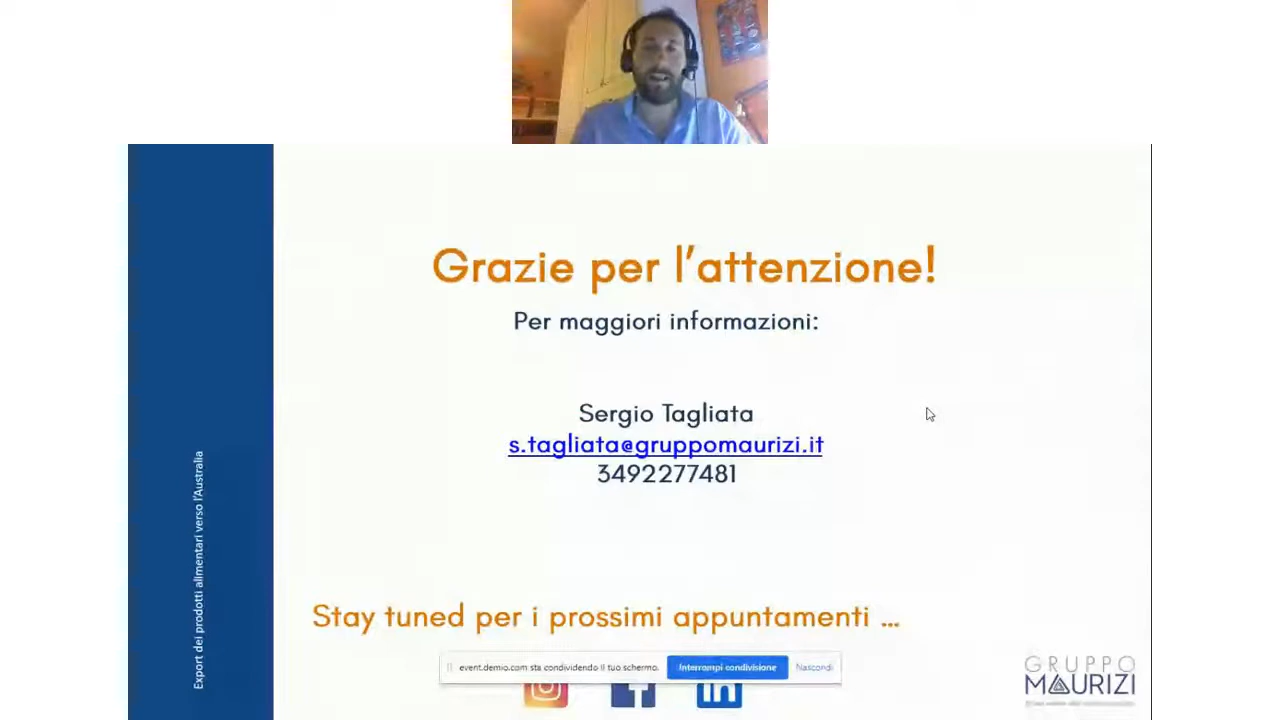 Grazie per l'attenzione!
Per maggiori informazioni:
Sergio Tagliata
s.tagliata@gruppomaurizi.it
3492277481
Export dei prodotti alimentari verso l'Australia
Stay tuned per i prossimi appuntamenti ...
event.demio.com sta condividendo il tuo schermo.
Interrompi condivisione
Nascondi
GRUPPO
MAURIZI